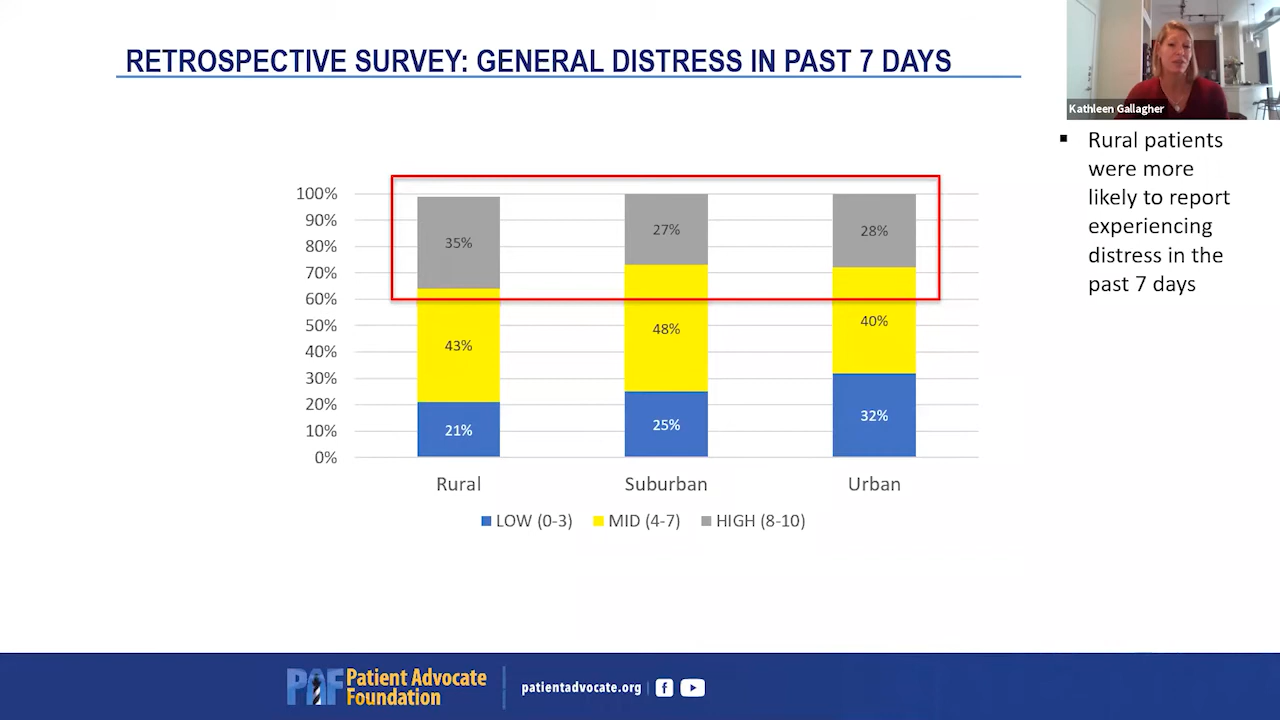 RETROSPECTIVE SURVEY: GENERAL DISTRESS IN PAST 7 DAYS
Kathleen Gallagher
▪ Rural patients
were more
likely to report
experiencing
distress in the
past 7 days
100%
90%
80%
70%
60%
50%
40%
30%
20%
10%
0%
35%
27%
28%
43%
48%
40%
21%
25%
32%
Rural
Suburban
Urban
LOW (0-3)
MID (4-7)
HIGH (8-10)
PAF
Patient Advocate
Foundation
patientadvocate.org